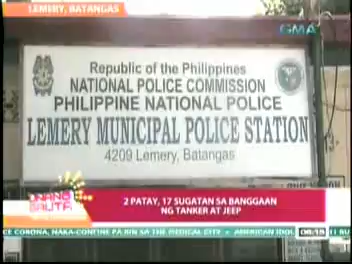 LEMERY, BATANGAS
GMA
Republic of the Philippines
NATIONAL POLICE COMMISSION
PHILIPPINE NATIONAL POLICE
LEMERY MUNICIPAL POLICE STATION
4209 Lemery, Batangas
UNANG BALITA
2 PATAY, 17 SUGATAN SA BANGGAAN
NG TANKER AT JEEP
CE CORONA, NAKA-CONFINE PA RIN SA THE MEDICAL CITY • AMERICAN IDOL